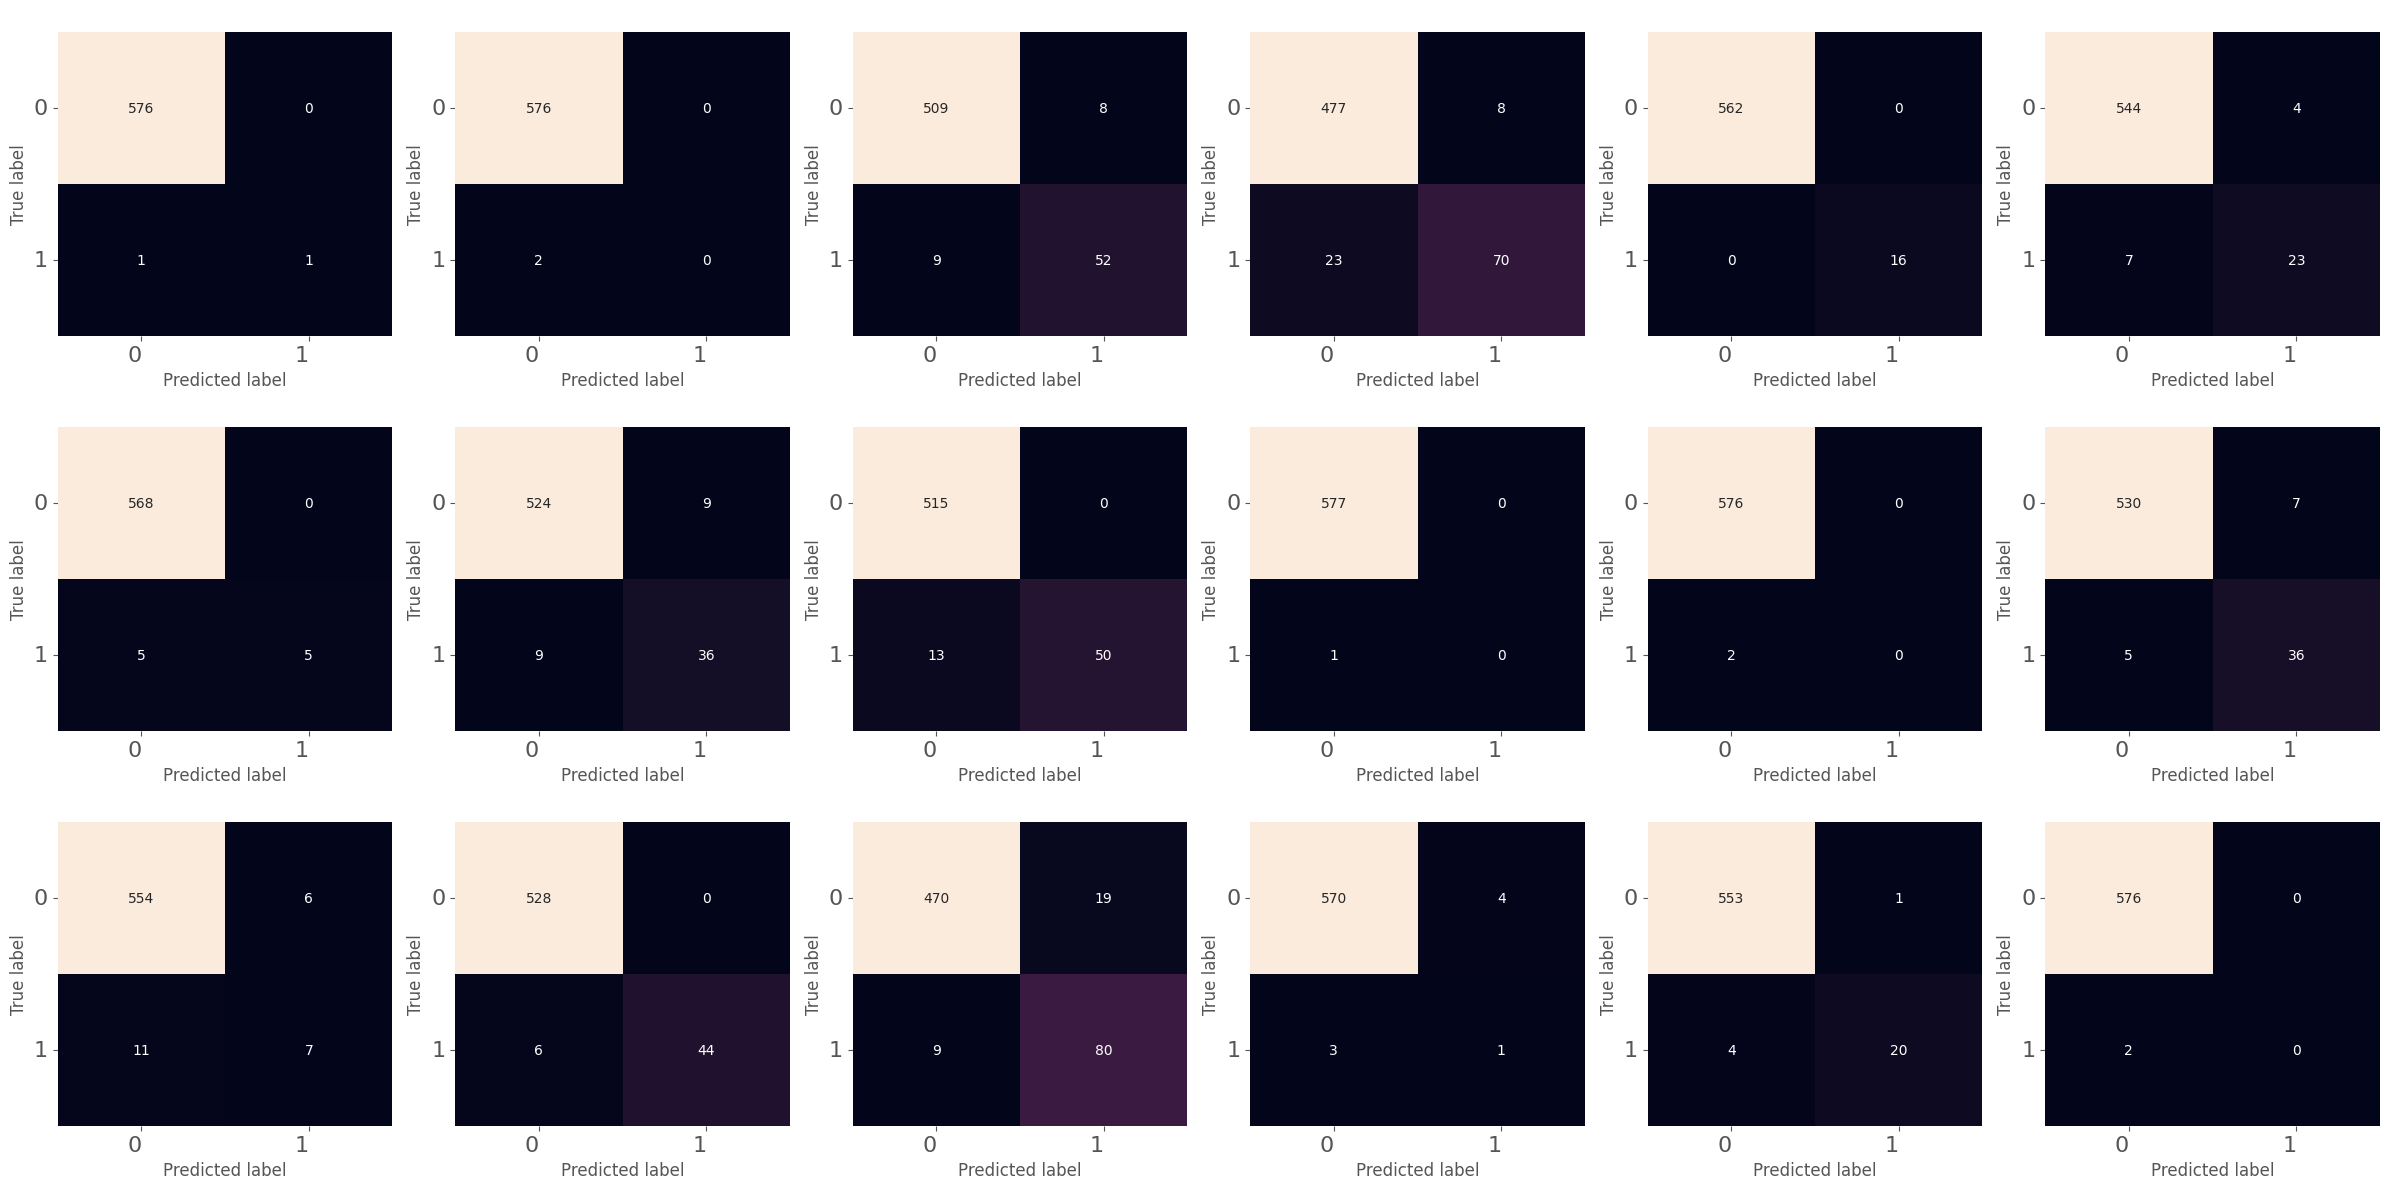 0 576 0 0 576 0 0 509 8 0 477 8 0 562 0 0 544 4
True label True label True label True label True label True label
1 1 1 1 2 0 1 9 52 1 23 70 1 0 16 1 7 23
0 1 0 1 0 1 0 1 0 1 0 1
Predicted label Predicted label Predicted label Predicted label Predicted label Predicted label
0 568 0 0 524 9 0 515 0 0 577 0 0 576 0 0 530 7
True label True label True label True label True label True label
1 5 5 1 9 36 1 13 50 1 1 0 1 2 0 1 5 36
0 1 0 1 0 1 0 1 0 1 0 1
Predicted label Predicted label Predicted label Predicted label Predicted label Predicted label
0 554 6 0 528 0 0 470 19 0 570 4 0 553 1 0 576 0
True label True label True label True label True label True label
1 11 7 1 6 44 1 9 80 1 3 1 1 4 20 1 2 0
0 1 0 1 0 1 0 1 0 1 0 1
Predicted label Predicted label Predicted label Predicted label Predicted label Predicted label